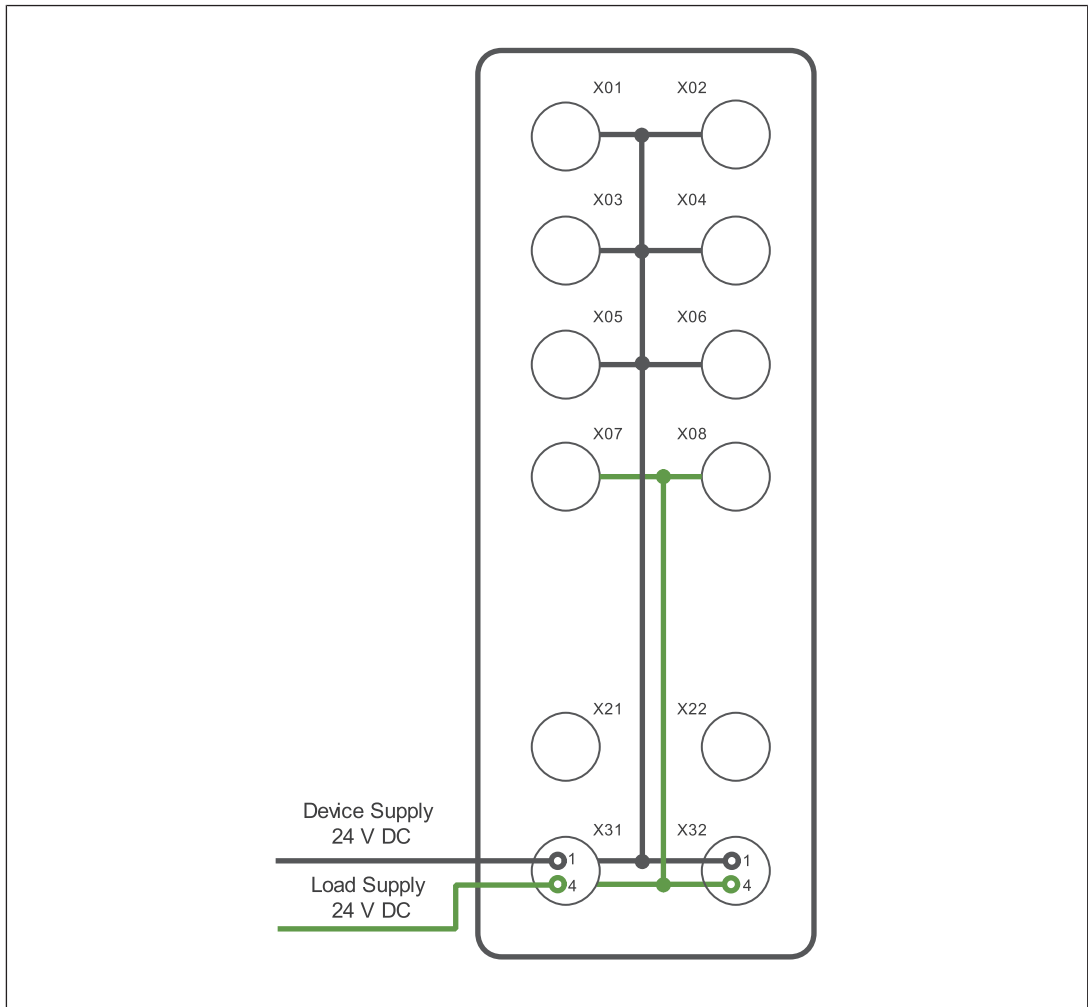 X01 X02
X03 X04
X05 X06
X07 X08
X21 X22
Device Supply
24 V DC
X31 X32
1 1
Load Supply
24 V DC
4 4